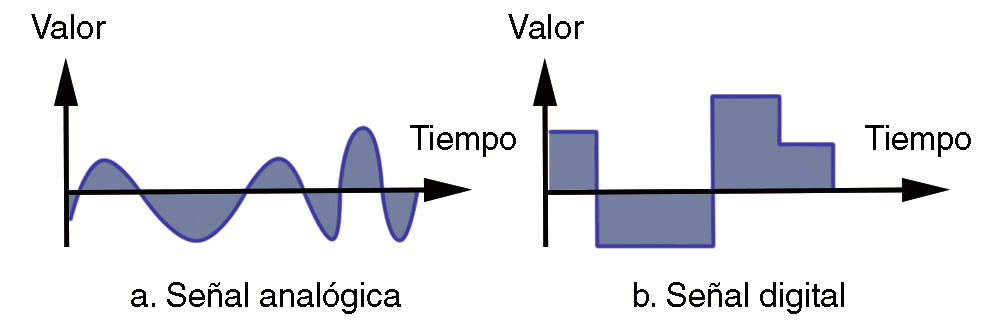 Valor
Tiempo
a. Señal analógica
Valor
Tiempo
b. Señal digital